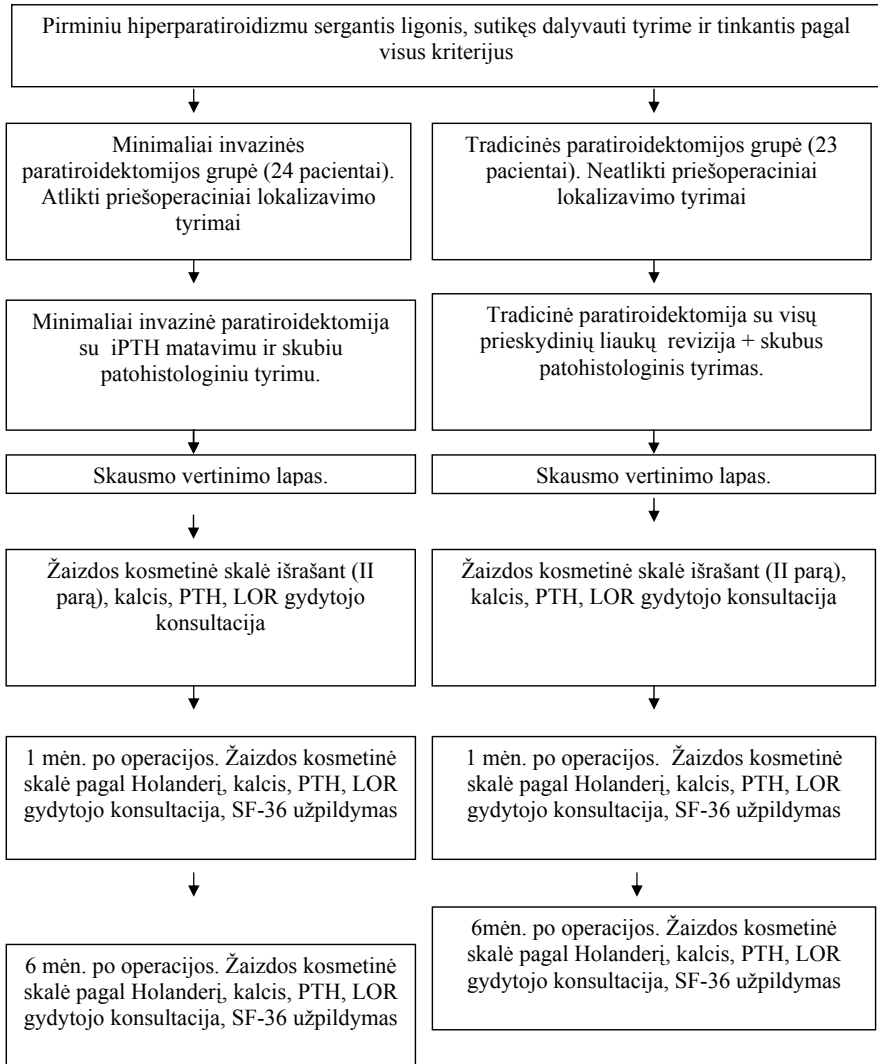 Pirminiu hiperparatiroidizmu sergantis ligonis, sutikęs dalyvauti tyrime ir tinkantis pagal
visus kriterijus
Minimaliai invazinės
paratiroidektomijos grupė (24 pacientai).
Atlikti priešoperaciniai lokalizavimo
tyrimai
Tradicinės paratiroidektomijos grupė (23
pacientai). Neatlikti priešoperaciniai
lokalizavimo tyrimai
Minimaliai invazinė paratiroidektomija
su iPTH matavimu ir skubiu
patohistologiniu tyrimu.
Tradicinė paratiroidektomija su visų
prieskydinių liaukų revizija + skubus
patohistologinis tyrimas.
Skausmo vertinimo lapas.
Skausmo vertinimo lapas.
Žaizdos kosmetinė skalė išrašant (II
parą), kalcis, PTH, LOR gydytojo
konsultacija
Žaizdos kosmetinė skalė išrašant (II parą),
kalcis, PTH, LOR gydytojo konsultacija
1 mėn. po operacijos. Žaizdos kosmetinė
skalė pagal Holanderį, kalcis, PTH, LOR
gydytojo konsultacija, SF-36 užpildymas
1 mėn. po operacijos. Žaizdos kosmetinė
skalė pagal Holanderį, kalcis, PTH, LOR
gydytojo konsultacija, SF-36 užpildymas
6 mėn. po operacijos. Žaizdos kosmetinė
skalė pagal Holanderį, kalcis, PTH, LOR
gydytojo konsultacija, SF-36 užpildymas
6mėn. po operacijos. Žaizdos kosmetinė
skalė pagal Holanderį, kalcis, PTH, LOR
gydytojo konsultacija, SF-36 užpildymas